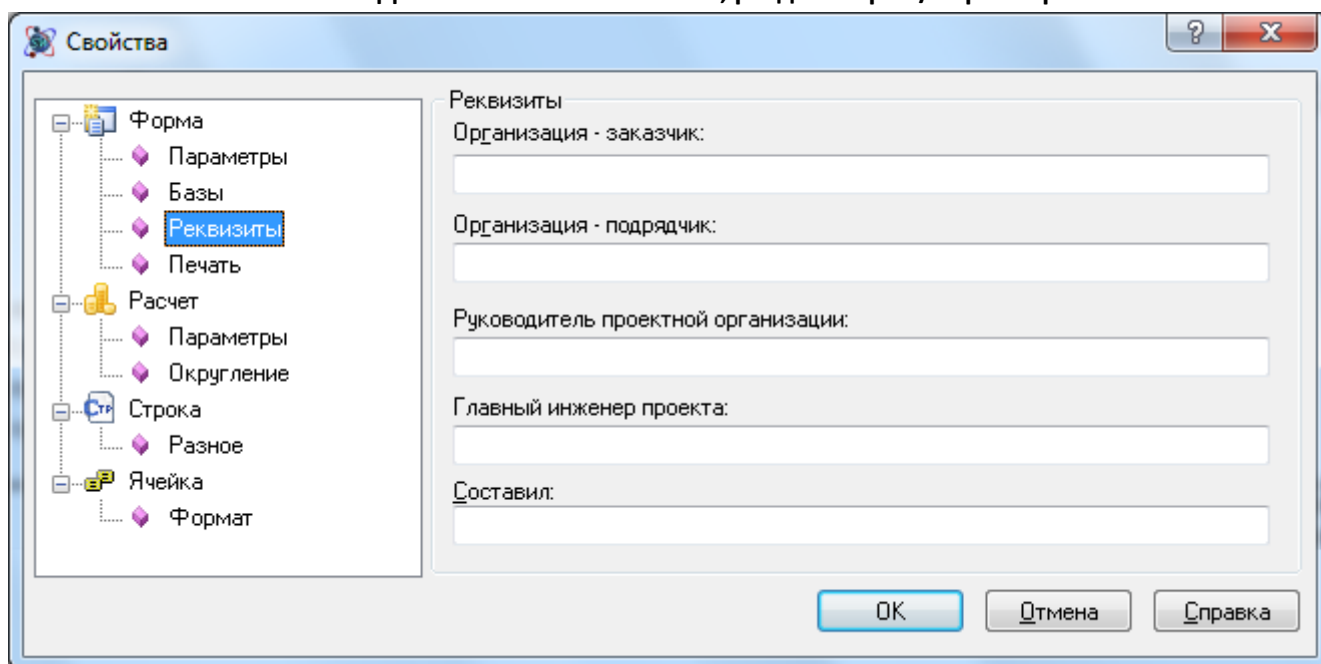 Свойства
Форма
Параметры
Базы
Реквизиты
Печать
Расчет
Параметры
Округление
Стр Строка
Разное
Ячейка
Формат
Реквизиты
Организация - заказчик:
Организация - подрядчик:
Руководитель проектной организации:
Главный инженер проекта:
Составил:
OK
Отмена
Справка